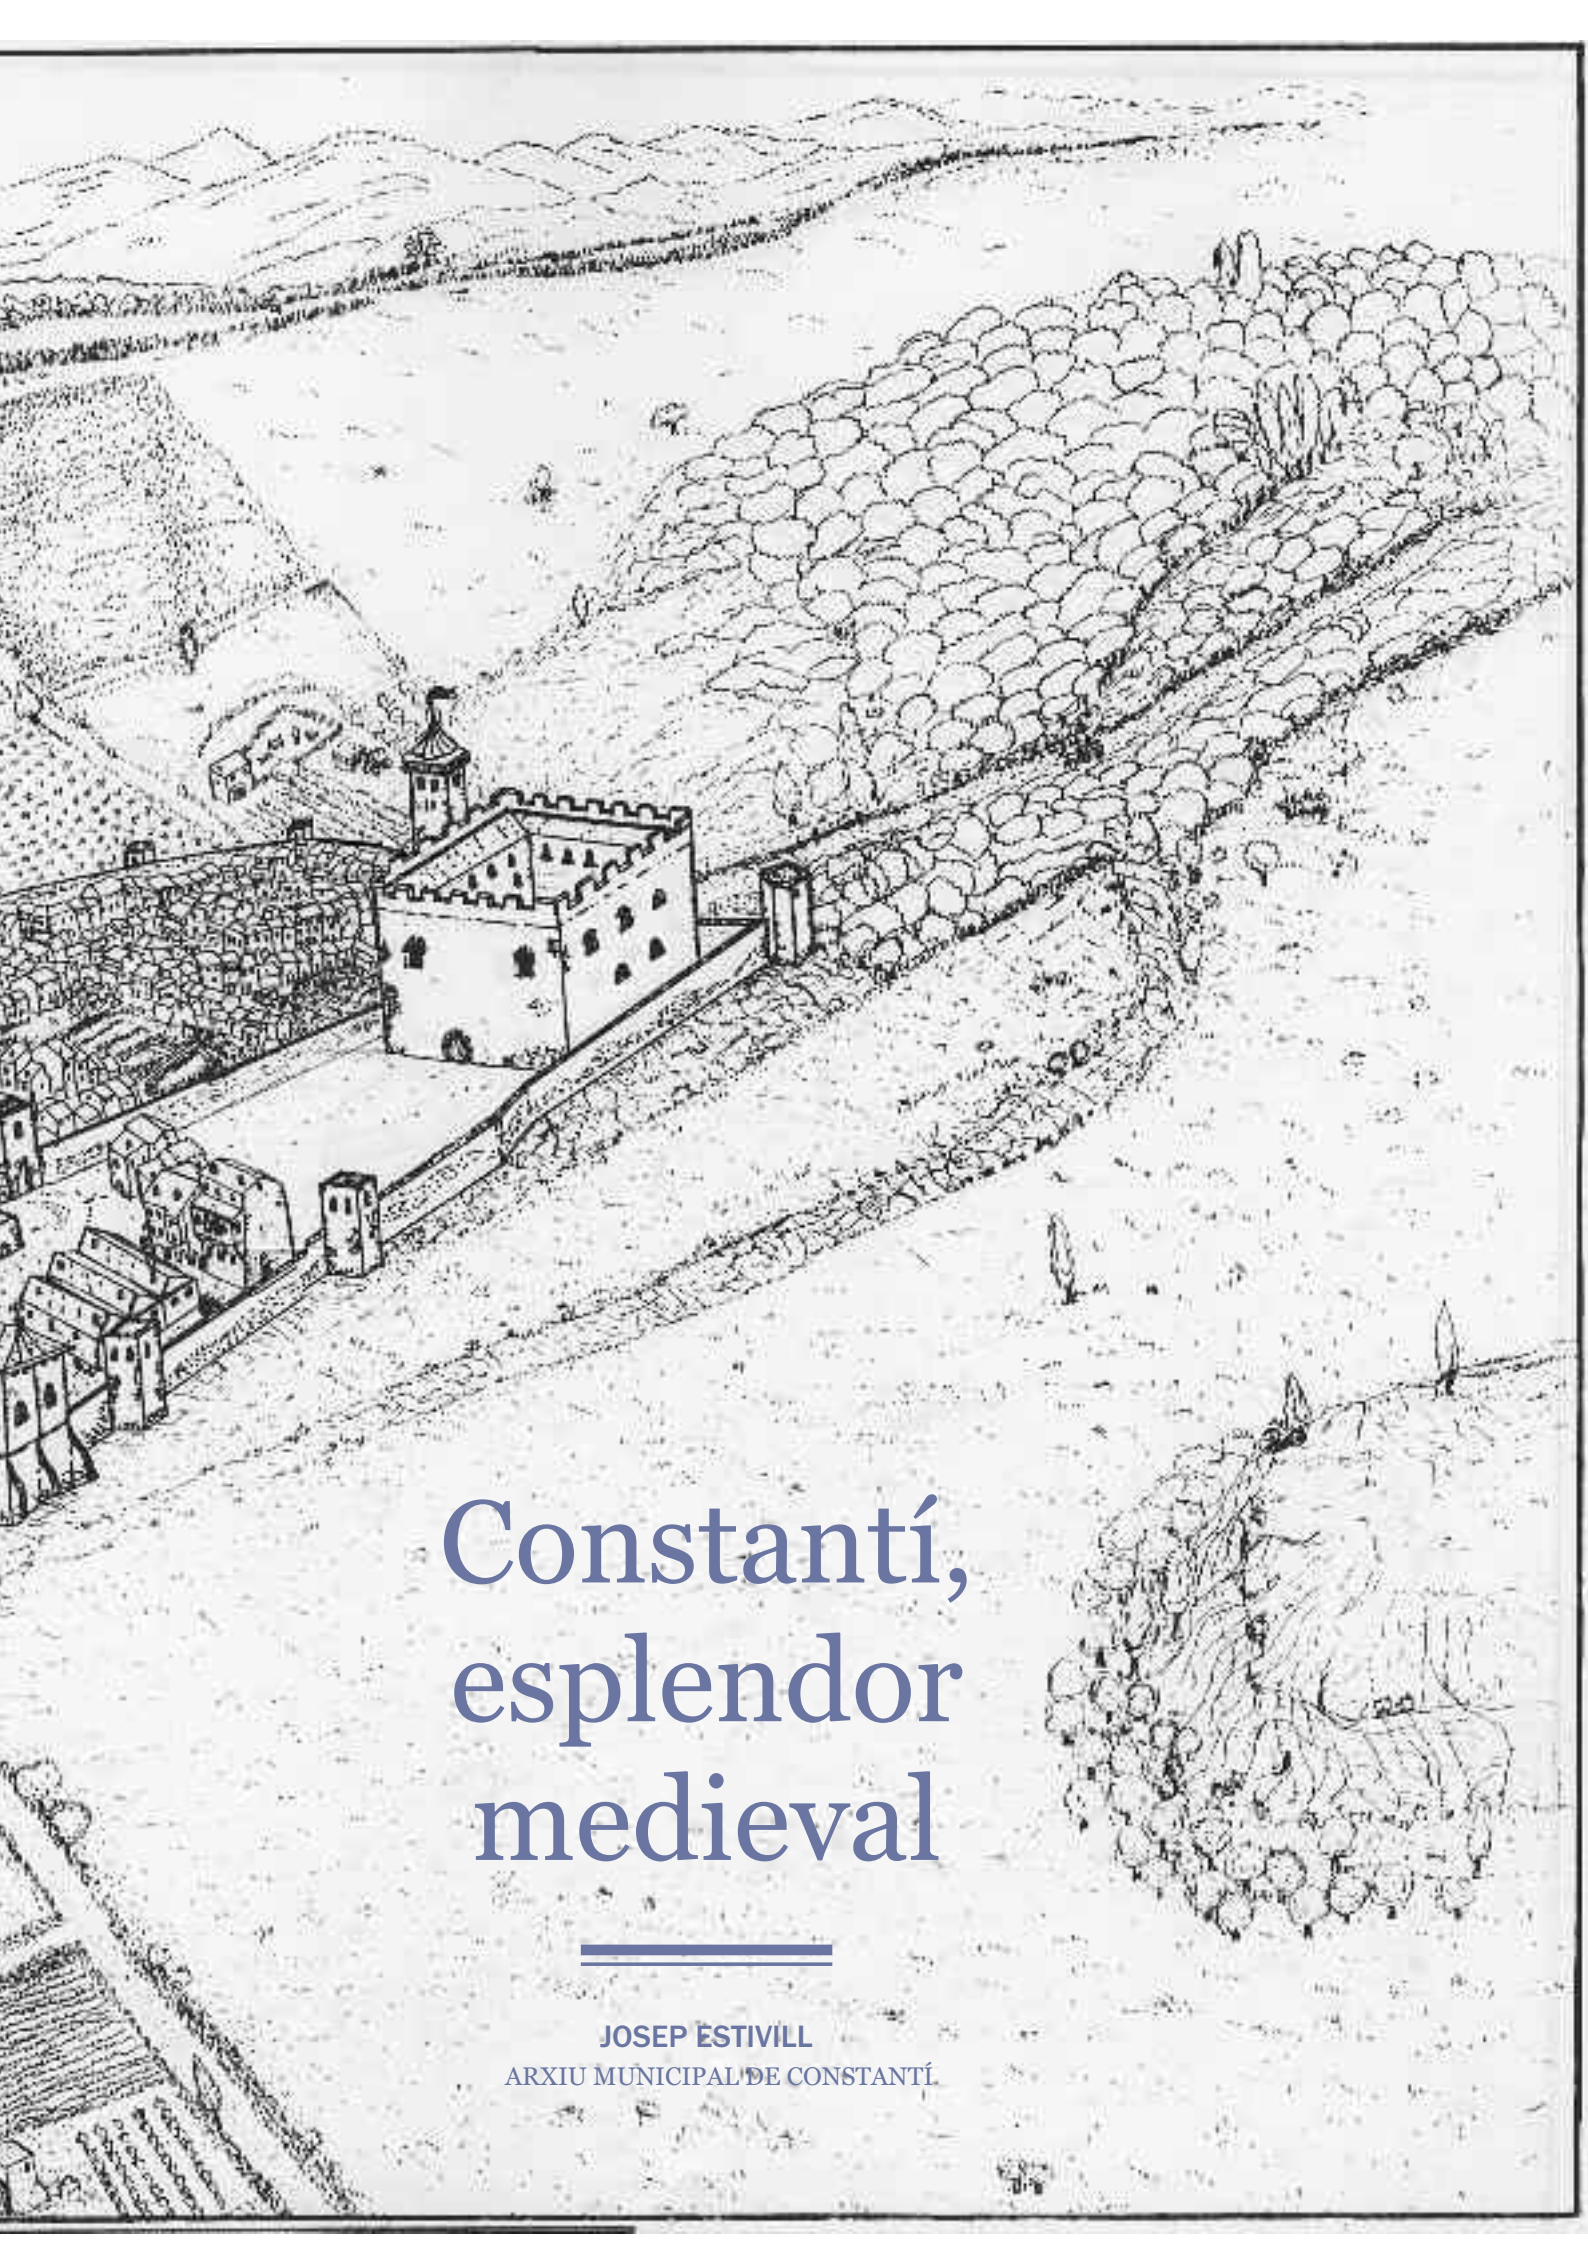 Constantí,
esplendor
medieval
JOSEP ESTIVILL
ARXIU MUNICIPAL DE CONSTANTÍ